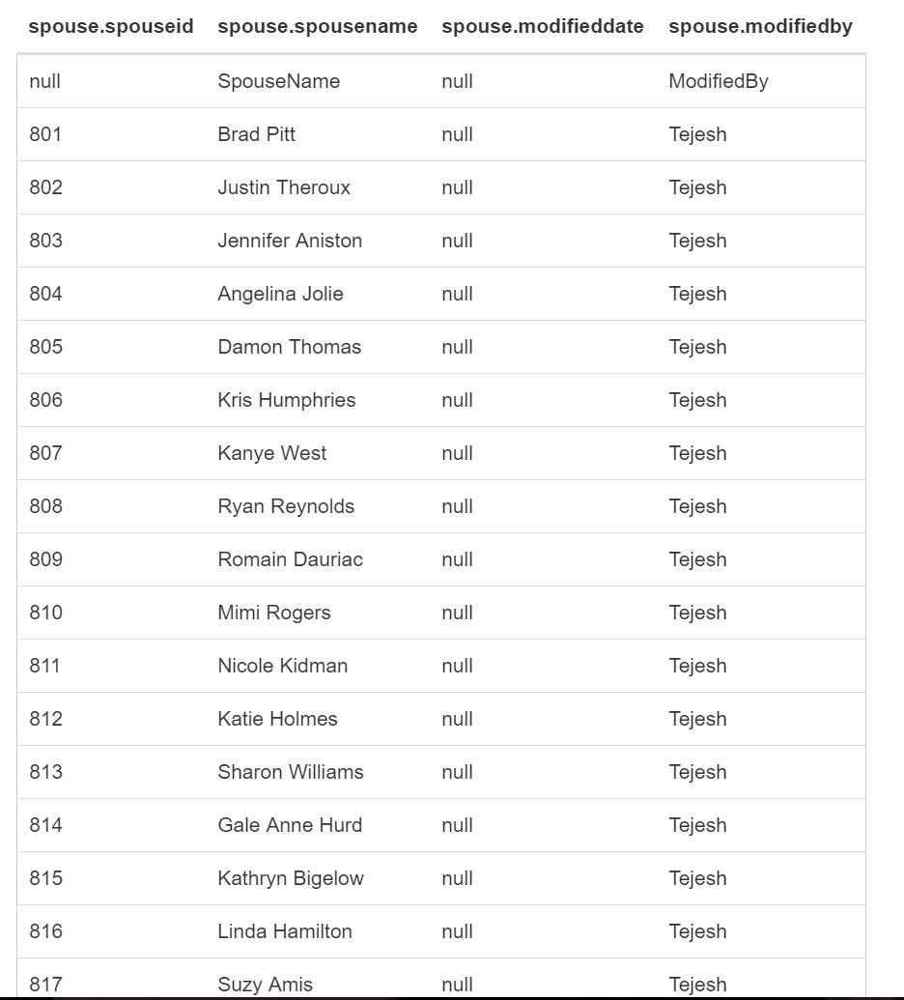 spouse.spouseid spouse.spousename spouse.modifieddate spouse.modifiedby
null SpouseName null ModifiedBy
801 Brad Pitt null Tejesh
802 Justin Theroux null Tejesh
803 Jennifer Aniston null Tejesh
804 Angelina Jolie null Tejesh
805 Damon Thomas null Tejesh
806 Kris Humphries null Tejesh
807 Kanye West null Tejesh
808 Ryan Reynolds null Tejesh
809 Romain Dauriac null Tejesh
810 Mimi Rogers null Tejesh
811 Nicole Kidman null Tejesh
812 Katie Holmes null Tejesh
813 Sharon Williams null Tejesh
814 Gale Anne Hurd null Tejesh
815 Kathryn Bigelow null Tejesh
816 Linda Hamilton null Tejesh
817 Suzy Amis null Tejesh